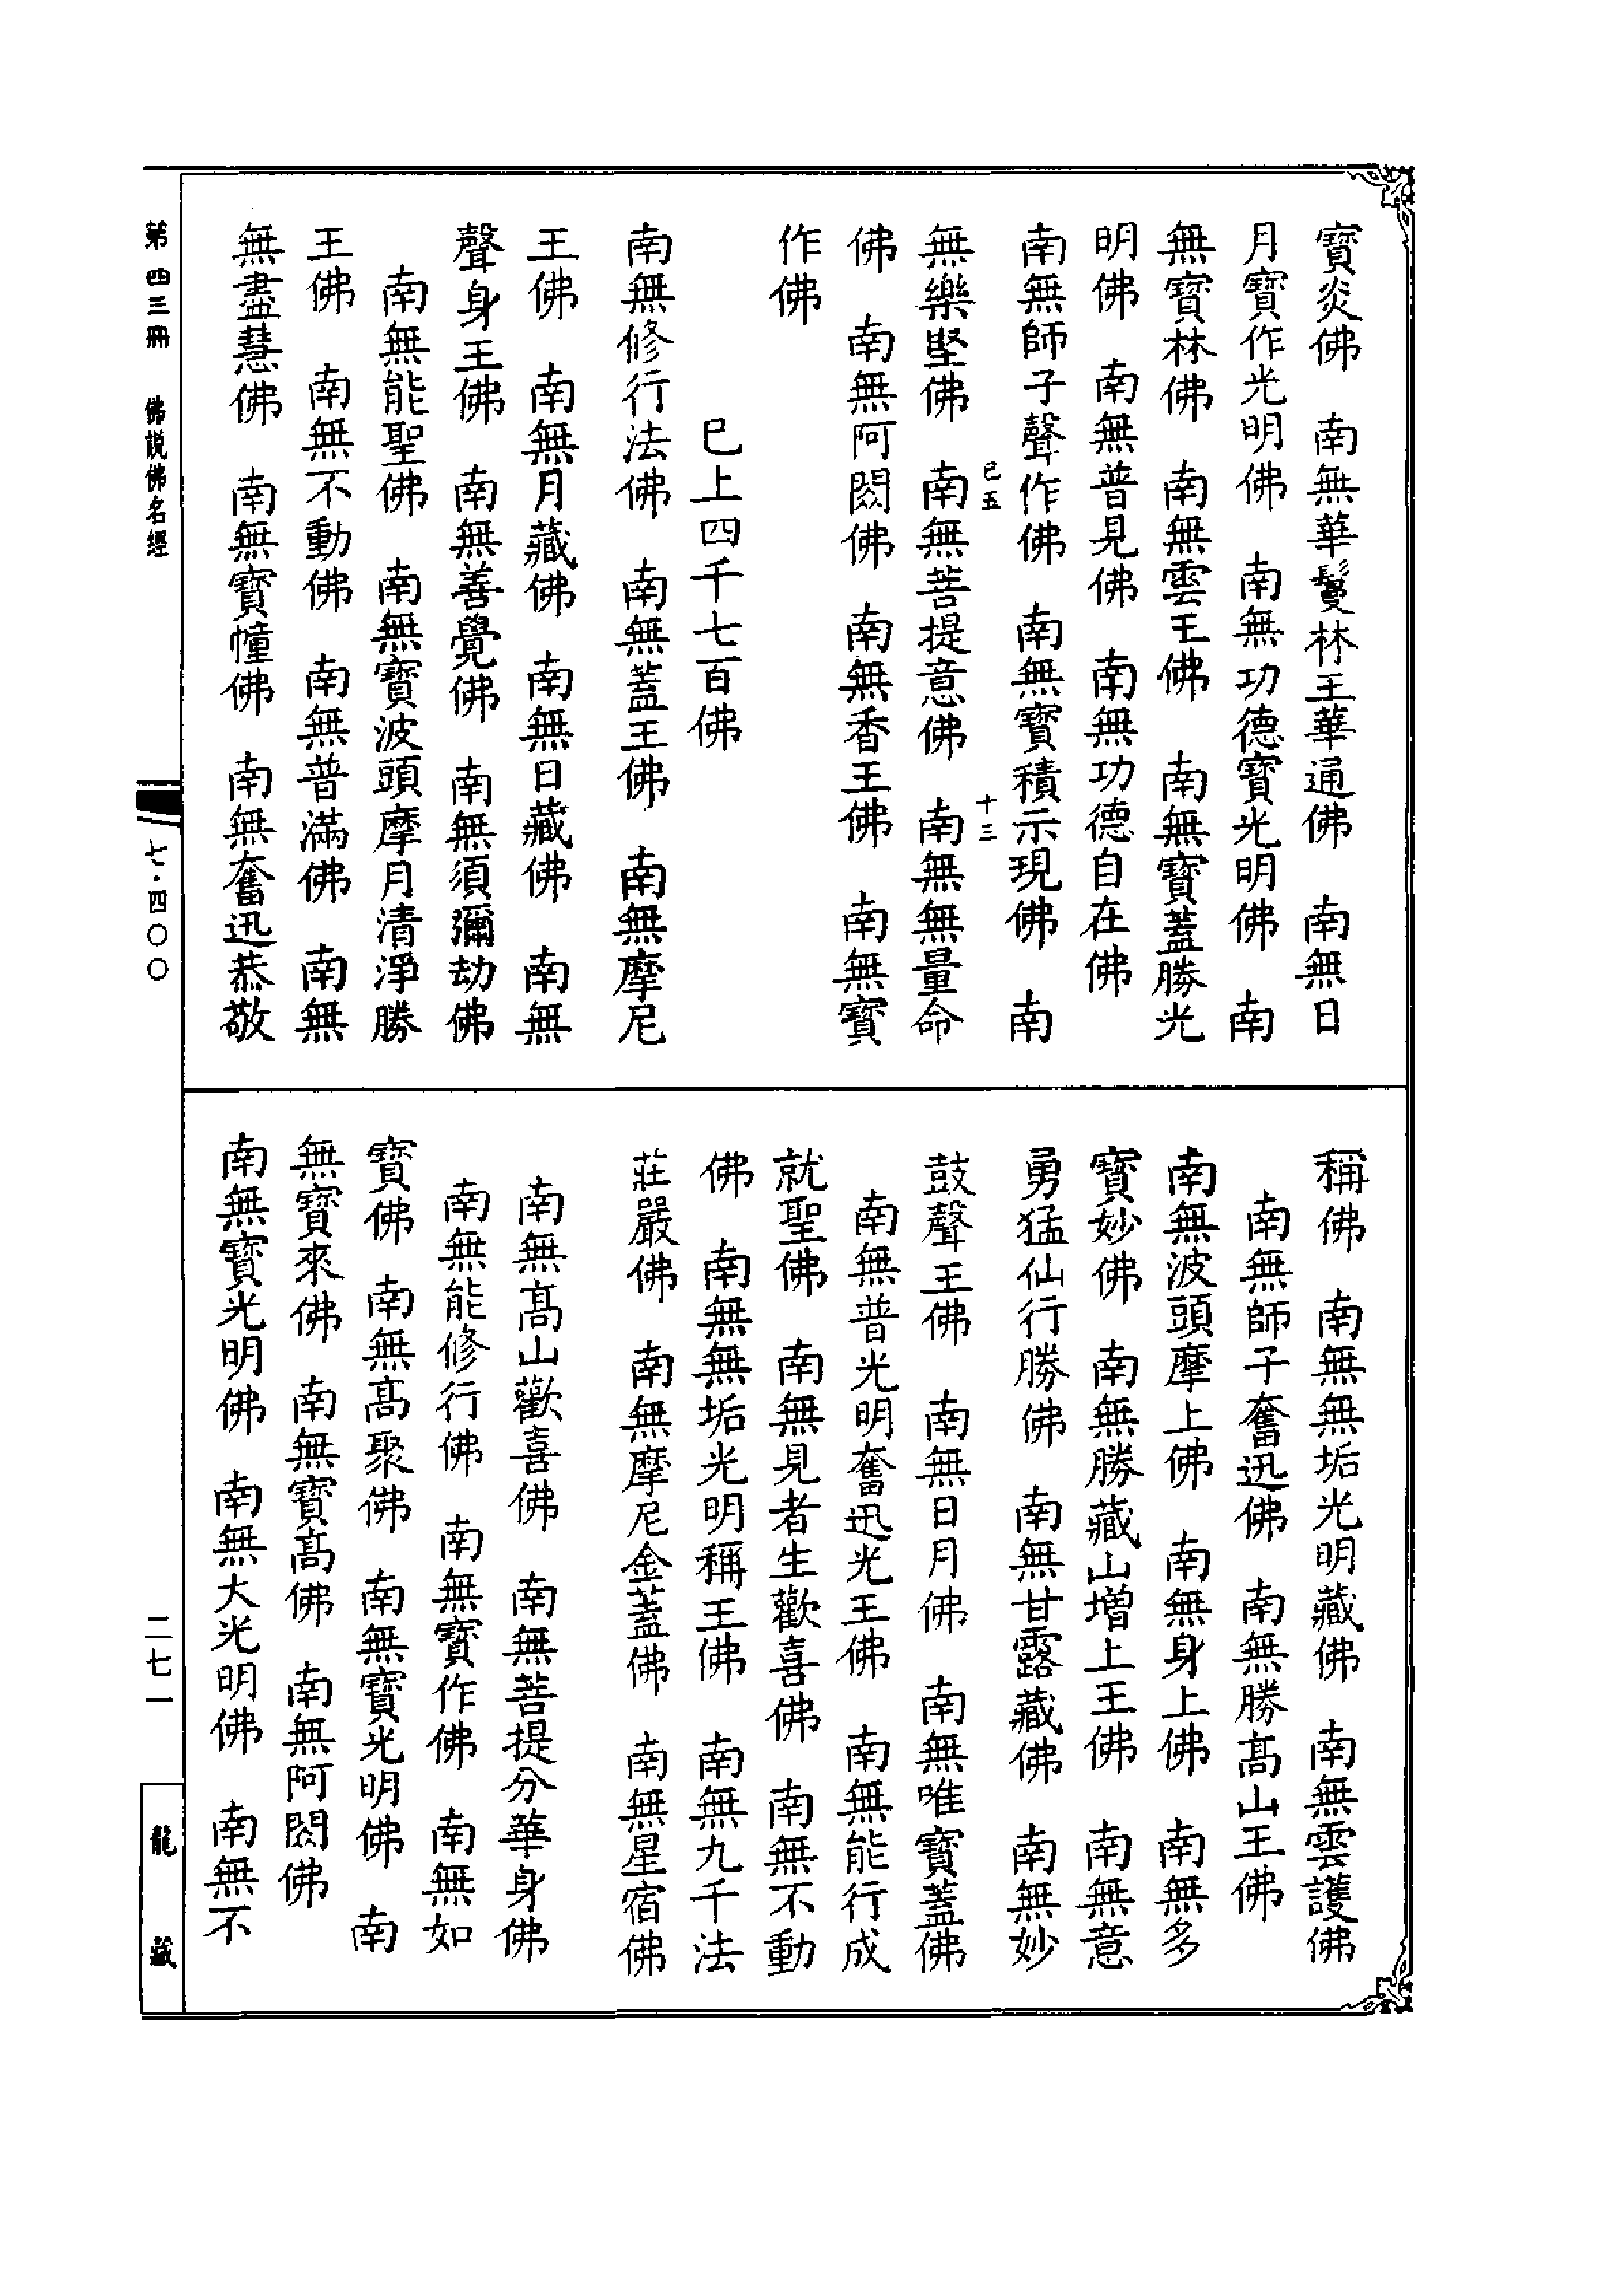 寶炎佛　南無華鬘林王華通佛　南無日
月寶作光明佛　南無功德寶光明佛　南
無寶林佛　南無雲王佛　南無寶蓋勝光
明佛　南無普見佛　南無功德自在佛
南無師子聲作佛　南無寶積示現佛　南
巳五　十三
無樂堅佛　南無菩提意佛　南無無量命
佛　南無阿閦佛　南無香王佛　南無寶
作佛
巳上四千七百佛
南無修行法佛　南無蓋王佛　南無摩尼
王佛　南無月藏佛　南無日藏佛　南無
聲身王佛　南無善覺佛　南無須彌劫佛
南無能聖佛　南無寶波頭摩月清淨勝
王佛　南無不動佛　南無普滿佛　南無
無盡慧佛　南無寶幢佛　南無奮迅恭敬
稱佛　南無無垢光明藏佛　南無雲護佛
南無師子奮迅佛　南無勝髙山王佛
南無波頭摩上佛　南無身上佛　南無多
寶妙佛　南無勝藏山增上王佛　南無意
勇猛仙行勝佛　南無甘露藏佛　南無妙
鼓聲王佛　南無日月佛　南無唯寶蓋佛
南無普光明奮迅光王佛　南無能行成
就聖佛　南無見者生歡喜佛　南無不動
佛　南無無垢光明稱王佛　南無九千法
莊嚴佛　南無摩尼金蓋佛　南無星宿佛
南無髙山歡喜佛　南無菩提分華身佛
南無能修行佛　南無寶作佛　南無如
寶佛　南無髙聚佛　南無寶光明佛　南
無寶來佛　南無寶髙佛　南無阿閦佛
南無寶光明佛　南無大光明佛　南無不
第四三冊　佛説佛名經
七·四〇〇
二七一
龍藏